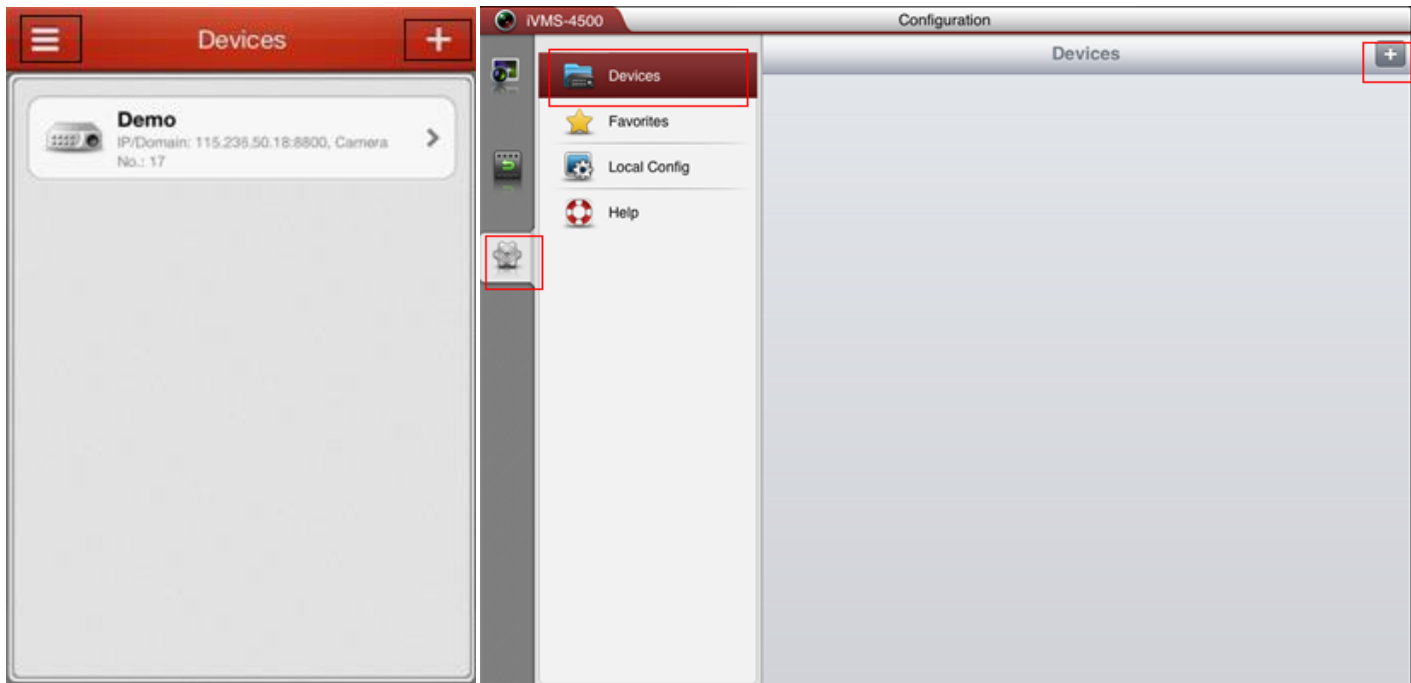 Devices
Demo
IP/Domain: 115.236.50.18:8800, Camera
No.: 17
iVMS-4500
Configuration
Devices
Devices
Favorites
Local Config
Help